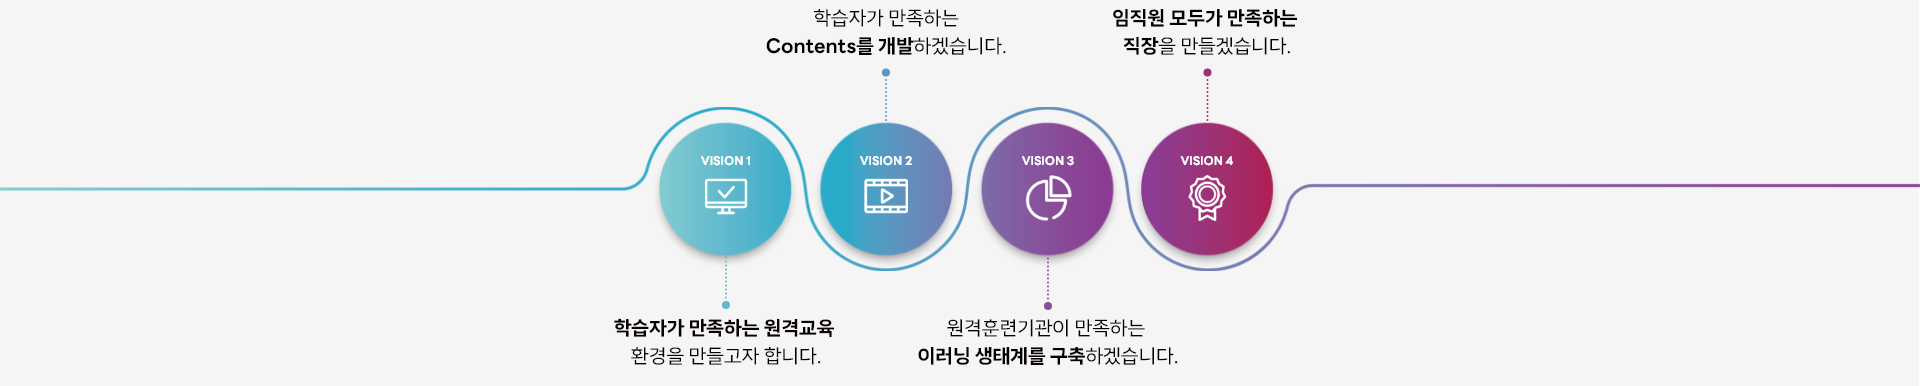 학습자가 만족하는
Contents를 개발하겠습니다.
임직원 모두가 만족하는
직장을 만들겠습니다.
VISION 1
VISION 2
VISION 3
VISION 4
학습자가 만족하는 원격교육
환경을 만들고자 합니다.
원격훈련기관이 만족하는
이러닝 생태계를 구축하겠습니다.